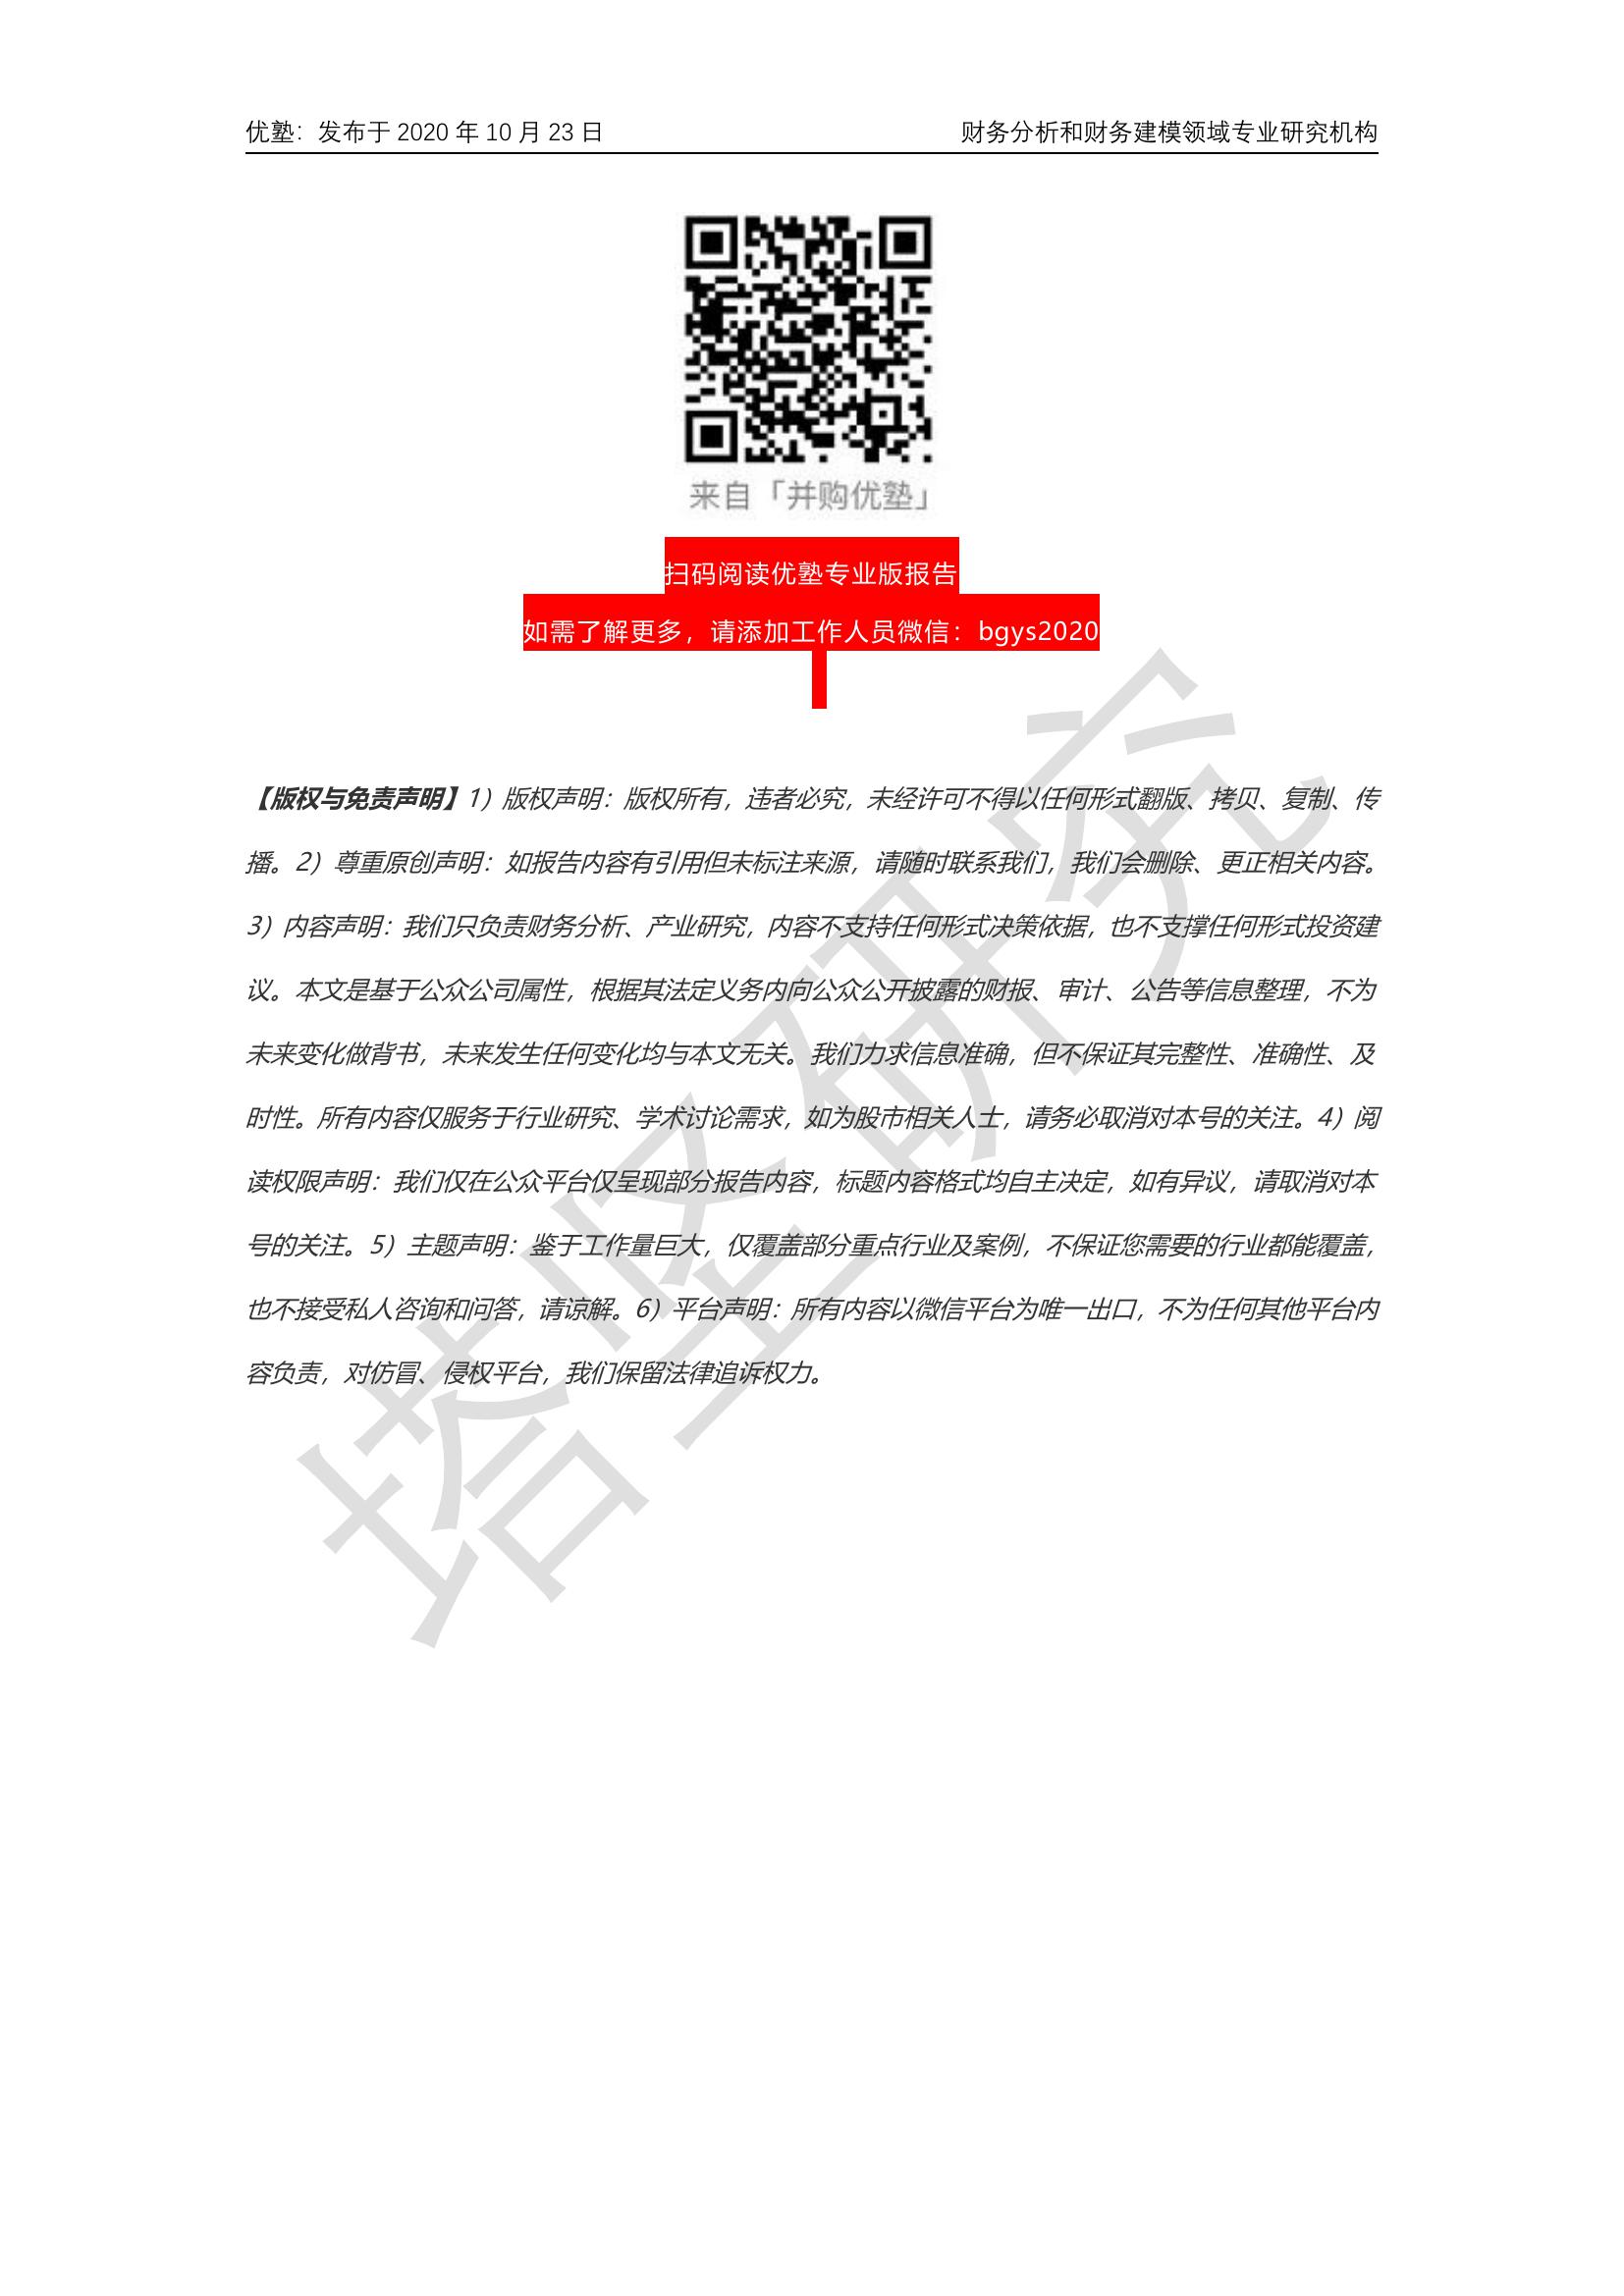 优塾：发布于 2020 年 10 月 23 日
财务分析和财务建模领域专业研究机构
来自「并购优塾」
扫码阅读优塾专业版报告
如需了解更多，请添加工作人员微信：bgys2020
【版权与免责声明】1）版权声明：版权所有，违者必究，未经许可不得以任何形式翻版、拷贝、复制、传
播。2）尊重原创声明：如报告内容有引用但未标注来源，请随时联系我们，我们会删除、更正相关内容。
3）内容声明：我们只负责财务分析、产业研究，内容不支持任何形式决策依据，也不支撑任何形式投资建
议。本文是基于公众公司属性，根据其法定义务内向公众公开披露的财报、审计、公告等信息整理，不为
未来变化做背书，未来发生任何变化均与本文无关。我们力求信息准确，但不保证其完整性、准确性、及
时性。所有内容仅服务于行业研究、学术讨论需求，如为股市相关人士，请务必取消对本号的关注。4）阅
读权限声明：我们仅在公众平台仅呈现部分报告内容，标题内容格式均自主决定，如有异议，请取消对本
号的关注。5）主题声明：鉴于工作量巨大，仅覆盖部分重点行业及案例，不保证您需要的行业都能覆盖，
也不接受私人咨询和问答，请谅解。6）平台声明：所有内容以微信平台为唯一出口，不为任何其他平台内
容负责，对仿冒、侵权平台，我们保留法律追诉权力。
塔坚研究